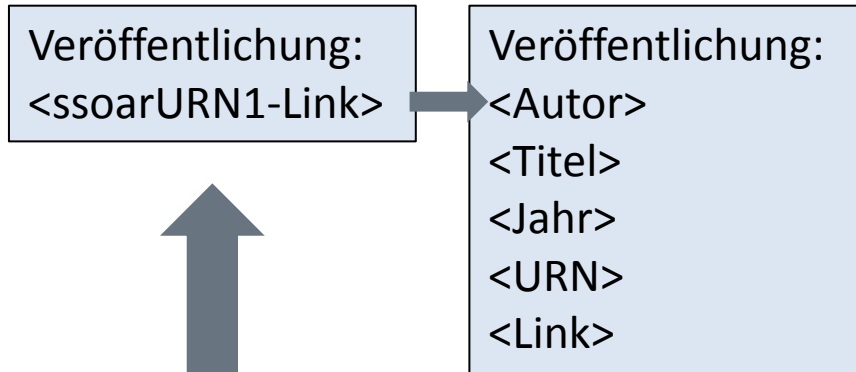 Veröffentlichung:
<ssoarURN1-Link>
Veröffentlichung:
<Autor>
<Titel>
<Jahr>
<URN>
<Link>